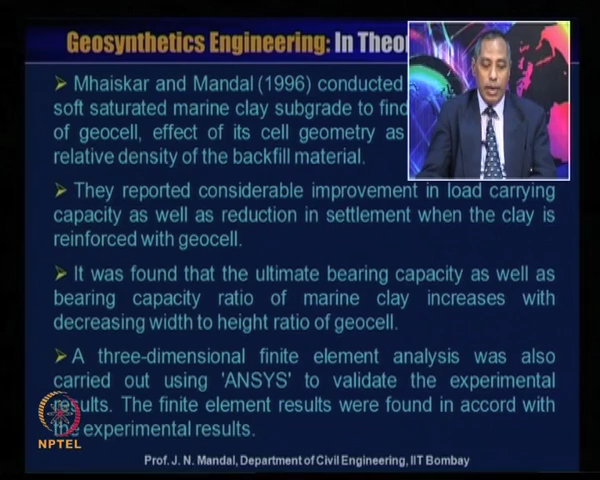 Geosynthetics Engineering: In Theo
➤ Mhaiskar and Mandal (1996) conducted
soft saturated marine clay subgrade to find
of geocell, effect of its cell geometry as
relative density of the backfill material.
➤ They reported considerable improvement in load carrying
capacity as well as reduction in settlement when the clay is
reinforced with geocell.
➤ It was found that the ultimate bearing capacity as well as
bearing capacity ratio of marine clay increases with
decreasing width to height ratio of geocell.
➤ A three-dimensional finite element analysis was also
carried out using 'ANSYS' to validate the experimental
results. The finite element results were found in accord with
the experimental results.
NPTEL
Prof. J. N. Mandal, Department of Civil Engineering, IIT Bombay